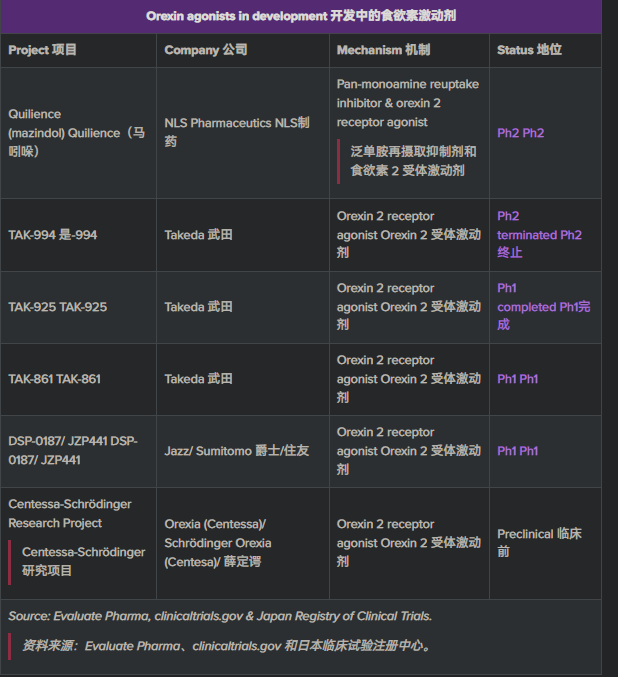 Orexin agonists in development 开发中的食欲素激动剂
Project 项目
Company 公司
Mechanism 机制
Status 地位
Quilience
(mazindol) Quilience（马
吲哚）
NLS Pharmaceutics NLS制
药
Pan-monoamine reuptake
inhibitor & orexin 2
receptor agonist
泛单胺再摄取抑制剂和
食欲素 2 受体激动剂
Ph2 Ph2
TAK-994 是-994
Takeda 武田
Orexin 2 receptor
agonist Orexin 2 受体激动
剂
Ph2
terminated Ph2
终止
TAK-925 TAK-925
Takeda 武田
Orexin 2 receptor
agonist Orexin 2 受体激动
剂
Ph1
completed Ph1完
成
TAK-861 TAK-861
Takeda 武田
Orexin 2 receptor
agonist Orexin 2 受体激动
剂
Ph1 Ph1
DSP-0187/ JZP441 DSP-
0187/ JZP441
Jazz/ Sumitomo 爵士/住友
Orexin 2 receptor
agonist Orexin 2 受体激动
剂
Ph1 Ph1
Centessa-Schrödinger
Research Project
Centessa-Schrödinger
研究项目
Orexia (Centessa)/
Schrödinger Orexia
(Centesa)/ 薛定谔
Orexin 2 receptor
agonist Orexin 2 受体激动
剂
Preclinical 临床
前
Source: Evaluate Pharma, clinicaltrials.gov & Japan Registry of Clinical Trials.
资料来源：Evaluate Pharma、clinicaltrials.gov 和日本临床试验注册中心。